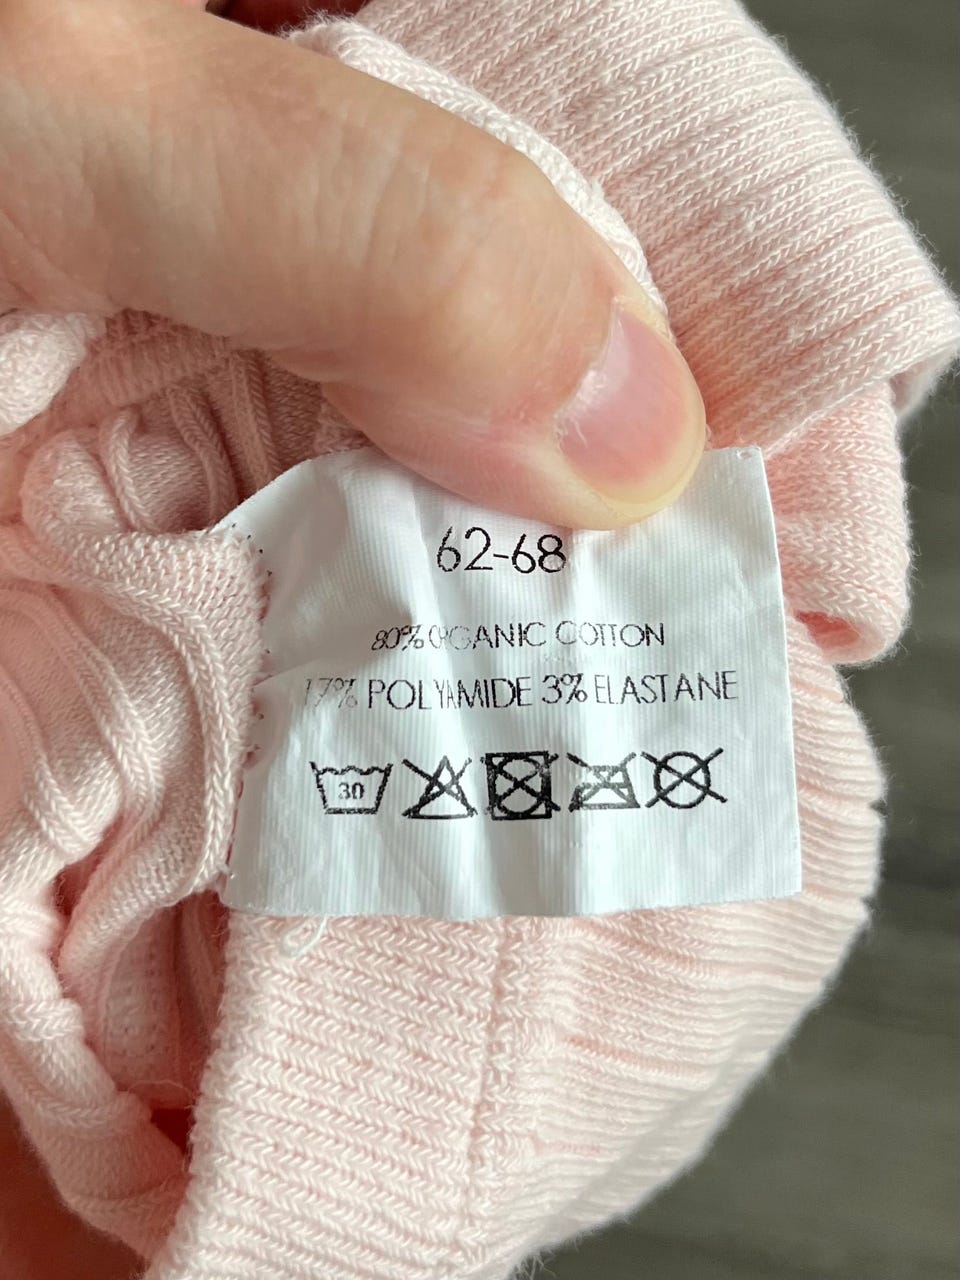 62-68
80% ORGANIC COTTON
17% POLYAMIDE 3% ELASTANE
30